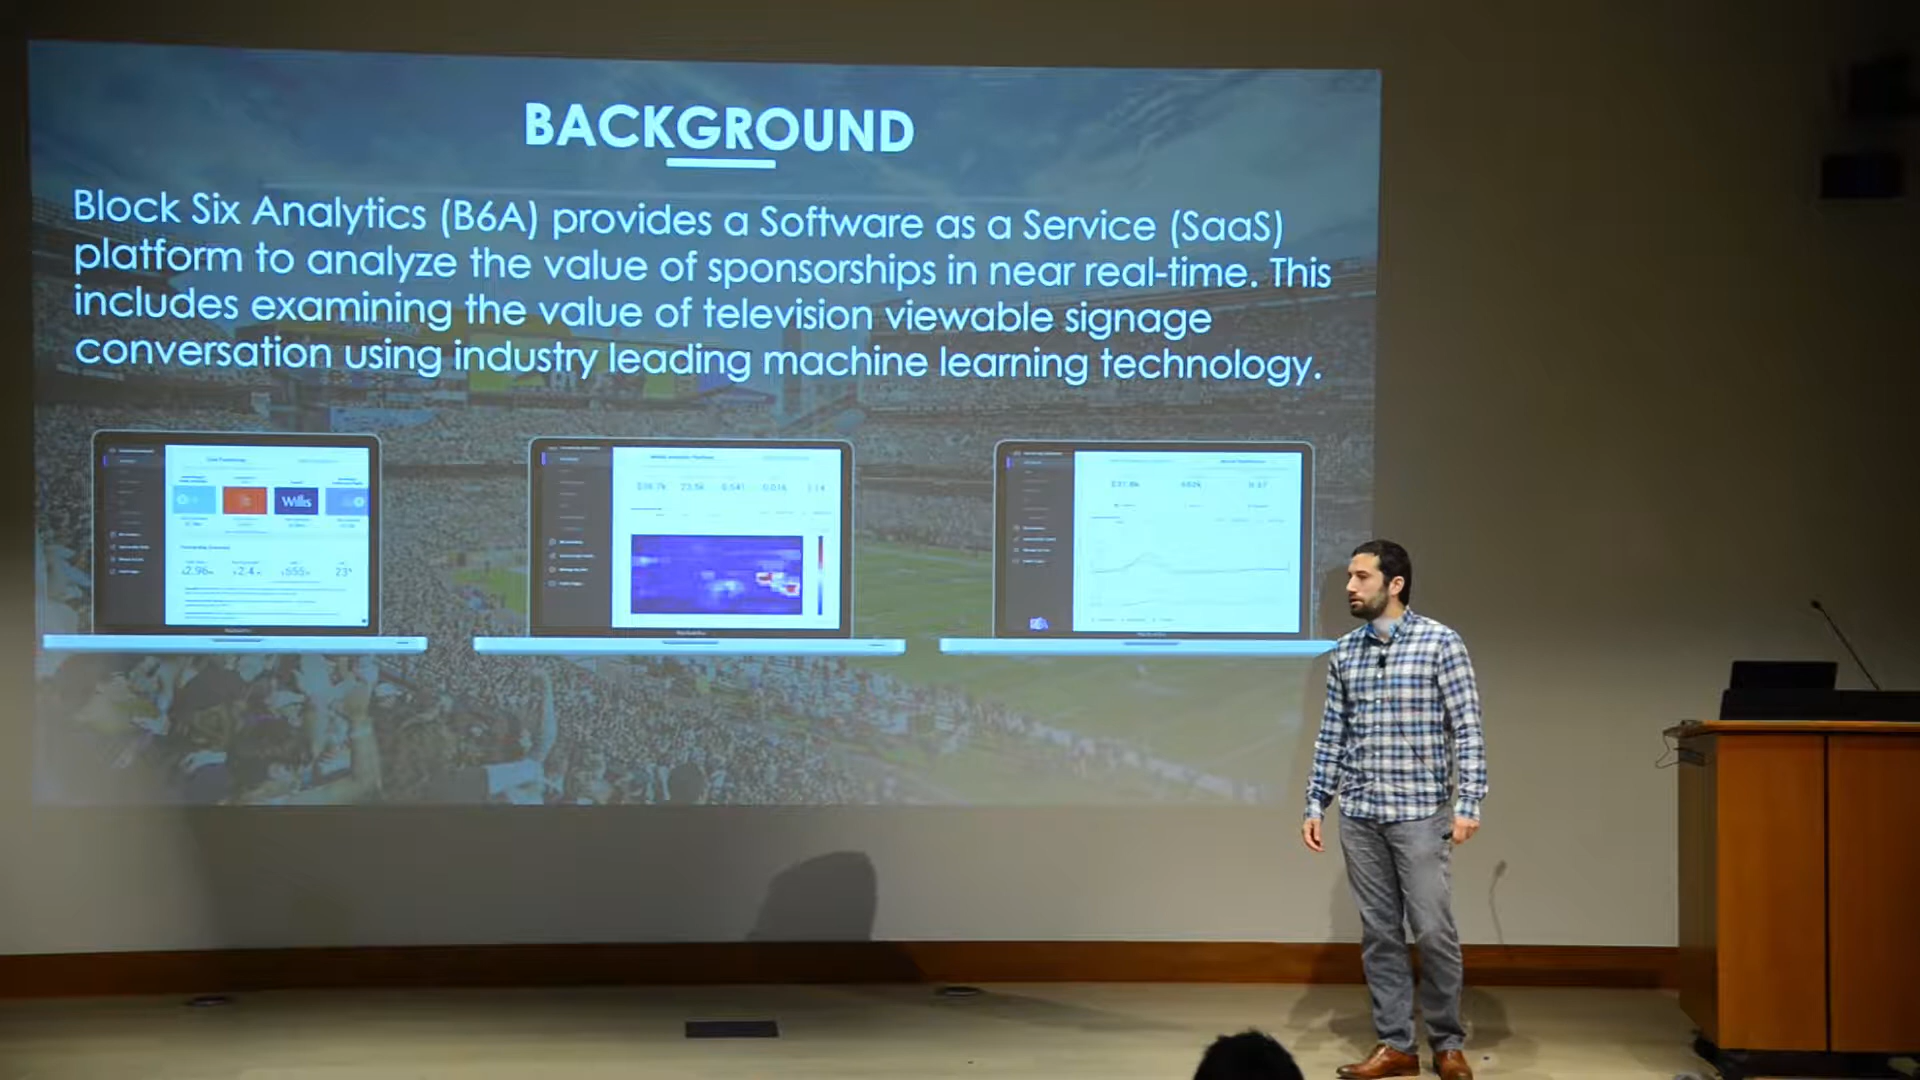 BACKGROUND
Block Six Analytics (B6A) provides a Software as a Service (SaaS)
platform to analyze the value of sponsorships in near real-time. This
includes examining the value of television viewable signage
conversation using industry leading machine learning technology.
Willis